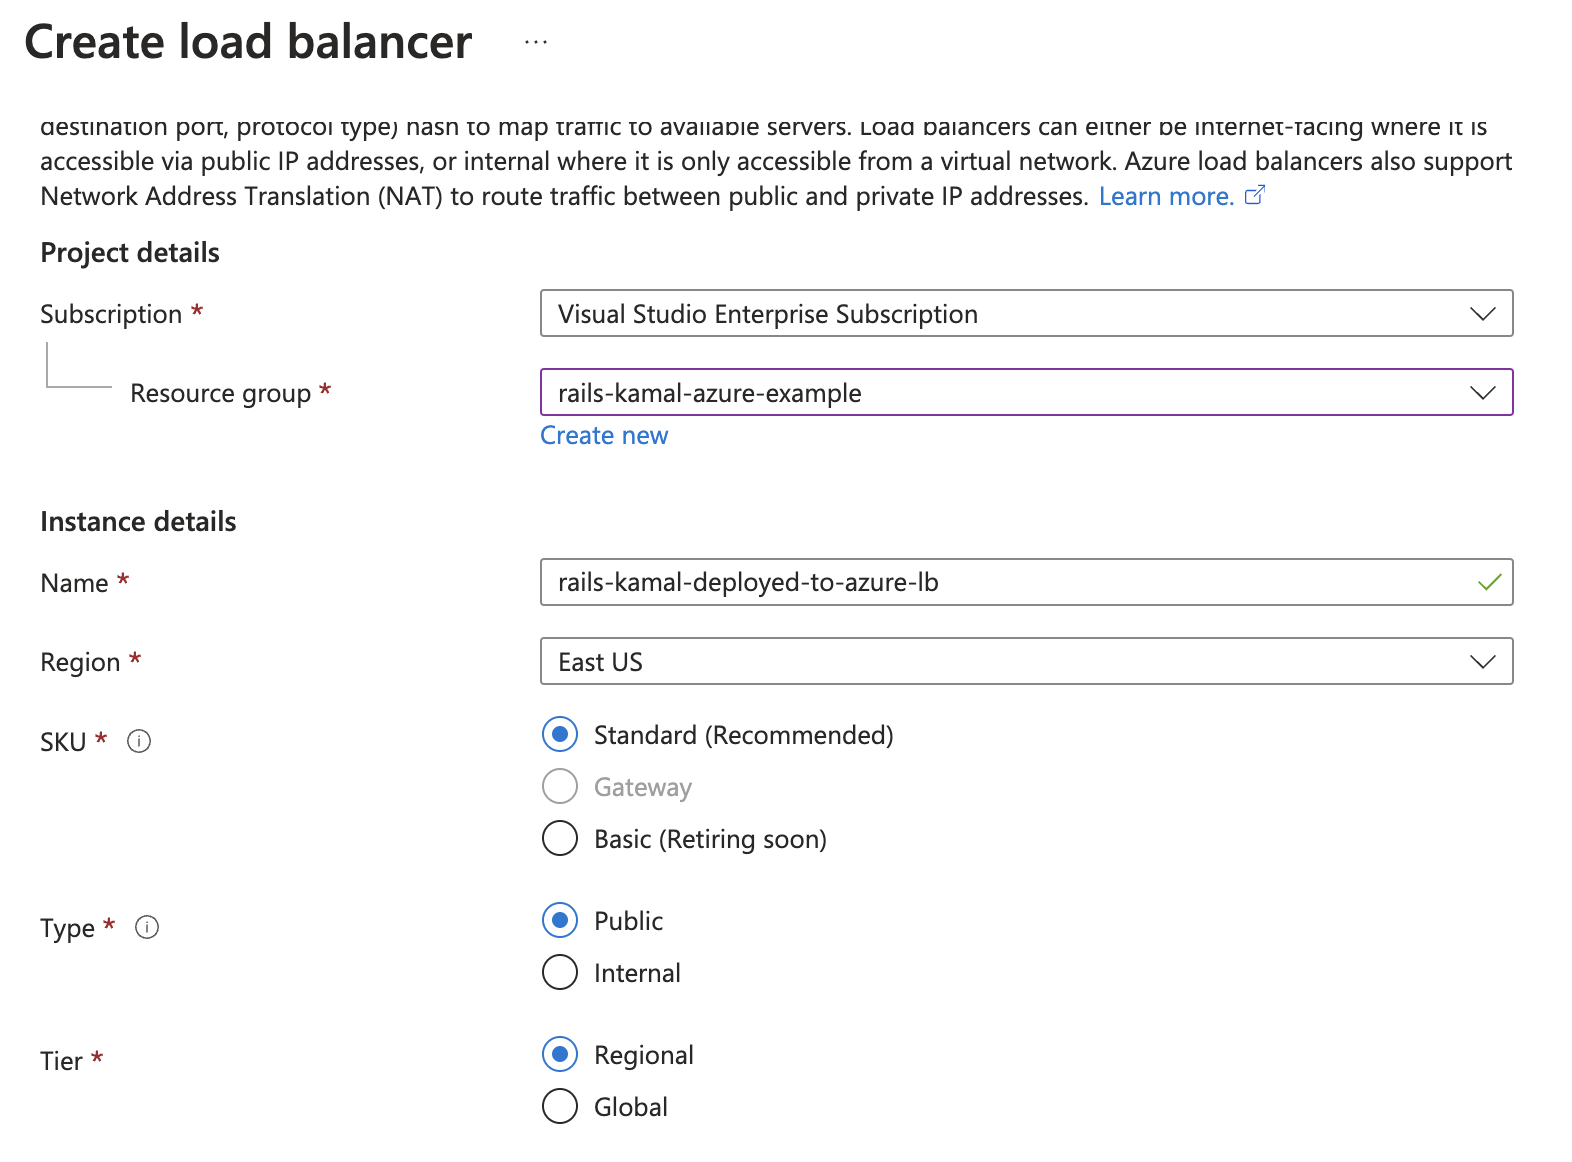 Create load balancer ...
destination port, protocol type) hash to map traffic to available servers. Load balancers can either be internet-facing where it is
accessible via public IP addresses, or internal where it is only accessible from a virtual network. Azure load balancers also support
Network Address Translation (NAT) to route traffic between public and private IP addresses. Learn more.
Project details
Subscription *
Visual Studio Enterprise Subscription
Resource group *
rails-kamal-azure-example
Create new
Instance details
Name *
rails-kamal-deployed-to-azure-lb
Region *
East US
SKU *
Standard (Recommended)
Gateway
Basic (Retiring soon)
Type *
Public
Internal
Tier *
Regional
Global